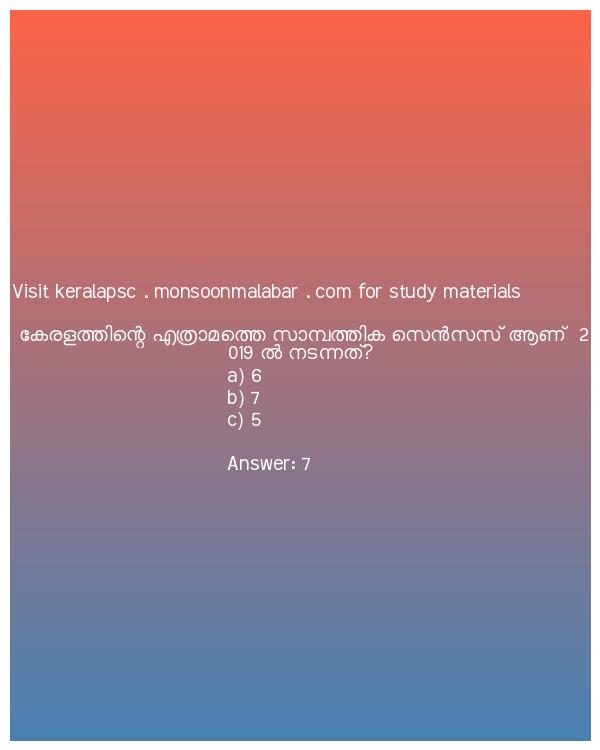 Visit keralapsc . monsoonmalabar . com for study materials
കേരളത്തിന്റെ എത്രാമത്തെ സാമ്പത്തിക സെൻസസ് ആണ്  2
019 ൽ നടന്നത്?
a) 6
b) 7
c) 5
Answer: 7